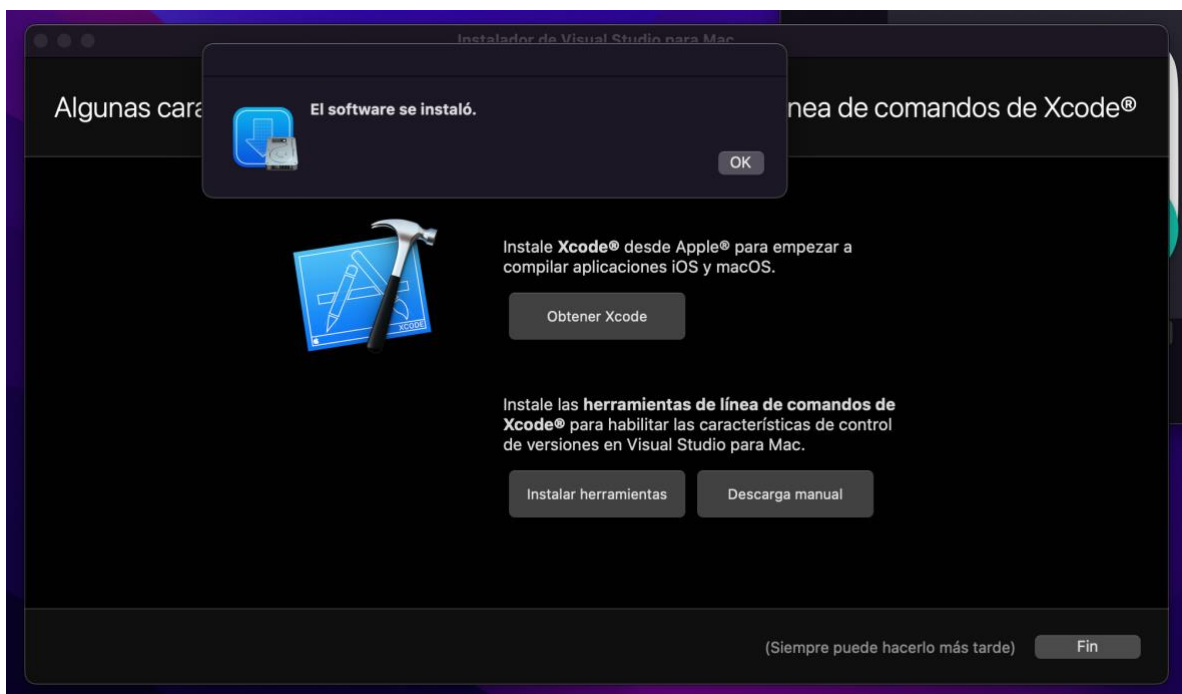 Instalador de Visual Studio para Mac
Algunas cara
ínea de comandos de Xcode®
El software se instaló.
OK
XCODE
Instale Xcode® desde Apple® para empezar a
compilar aplicaciones iOS y macOS.
Obtener Xcode
Instale las herramientas de línea de comandos de
Xcode® para habilitar las características de control
de versiones en Visual Studio para Mac.
Instalar herramientas
Descarga manual
(Siempre puede hacerlo más tarde)
Fin